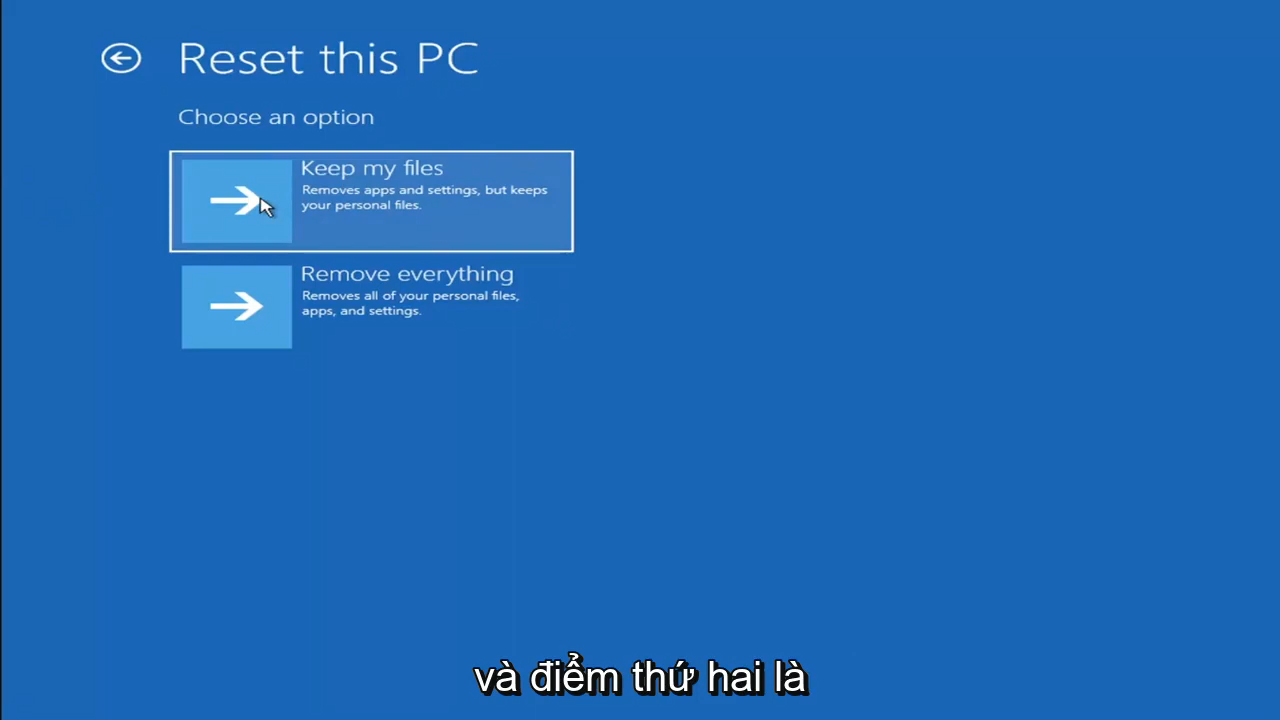 Reset this PC
Choose an option
Keep my files
Removes apps and settings, but keeps
your personal files.
Remove everything
Removes all of your personal files,
apps, and settings.
và điểm thứ hai là